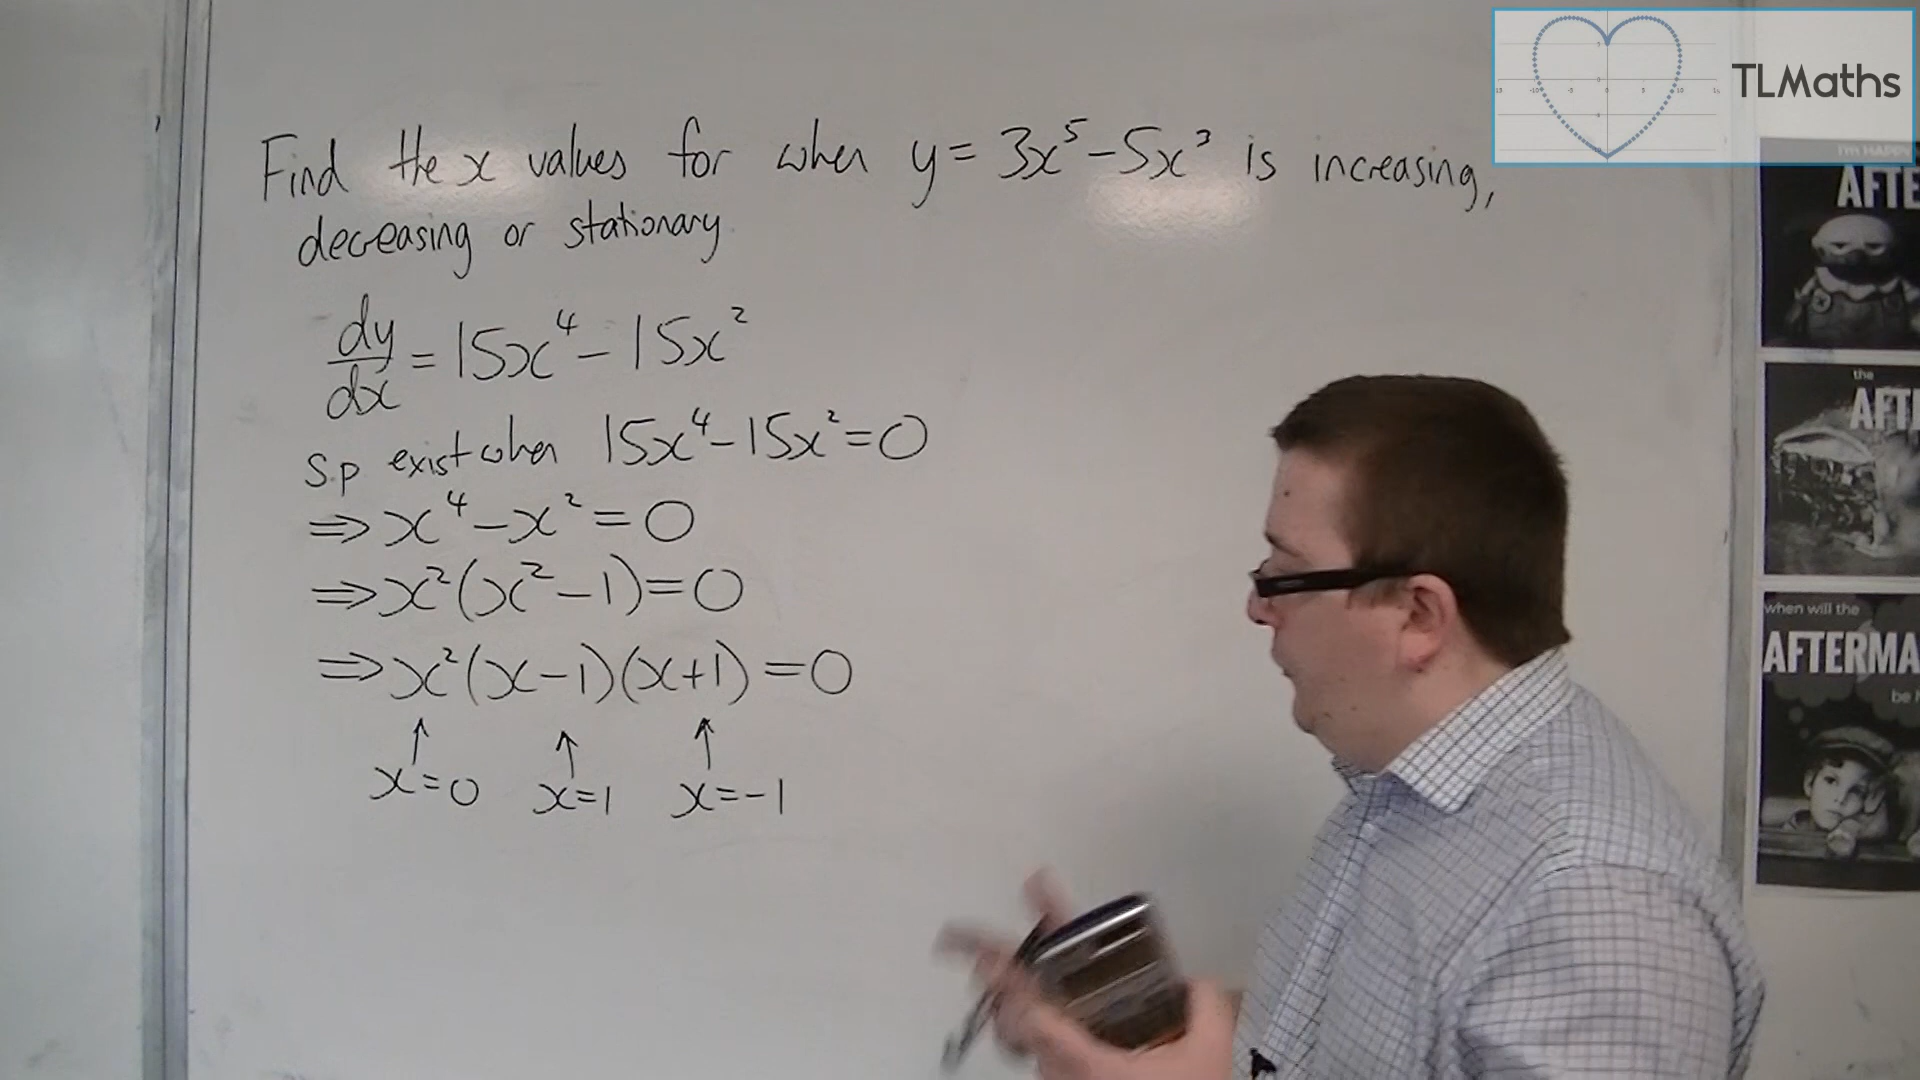 TLMaths
Find the x values for when y = 3x⁵ - 5x³ is increasing,
decreasing or stationary.
dy/dx = 15x⁴ - 15x²
S.p exist when 15x⁴ - 15x² = 0
⇒ x⁴ - x² = 0
⇒ x²(x² - 1) = 0
⇒ x²(x - 1)(x + 1) = 0
↑ ↑ ↑
x = 0 x = 1 x = -1
the
when will the
AFTERMA
be h